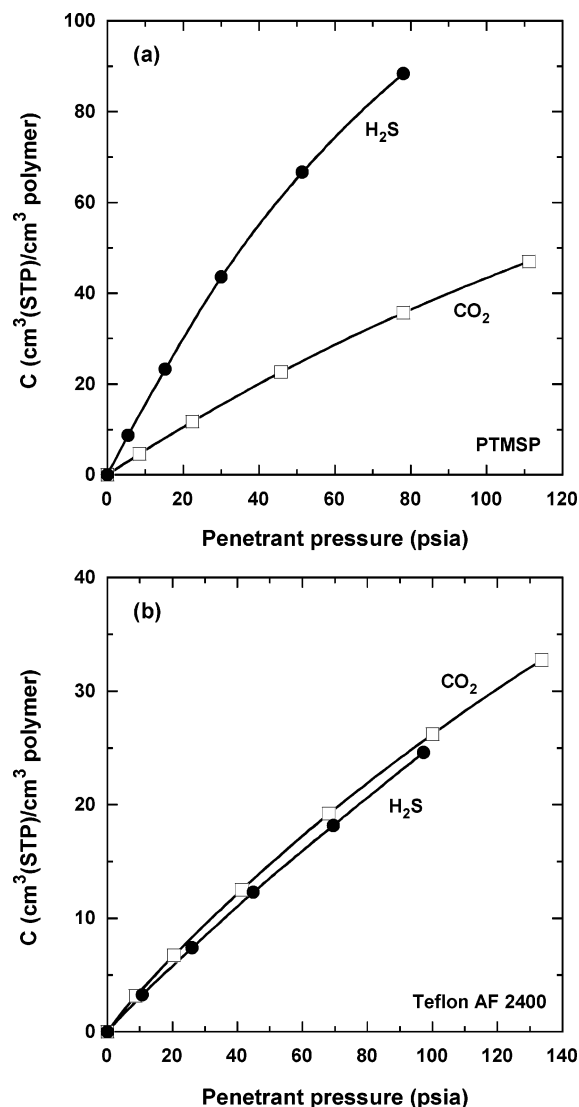 (a)
100
80
60
40
20
0
C (cm³(STP)/cm³ polymer)
H₂S
CO₂
PTMSP
0 20 40 60 80 100 120
Penetrant pressure (psia)
(b)
40
30
20
10
0
C (cm³(STP)/cm³ polymer)
CO₂
H₂S
Teflon AF 2400
0 20 40 60 80 100 120 140
Penetrant pressure (psia)